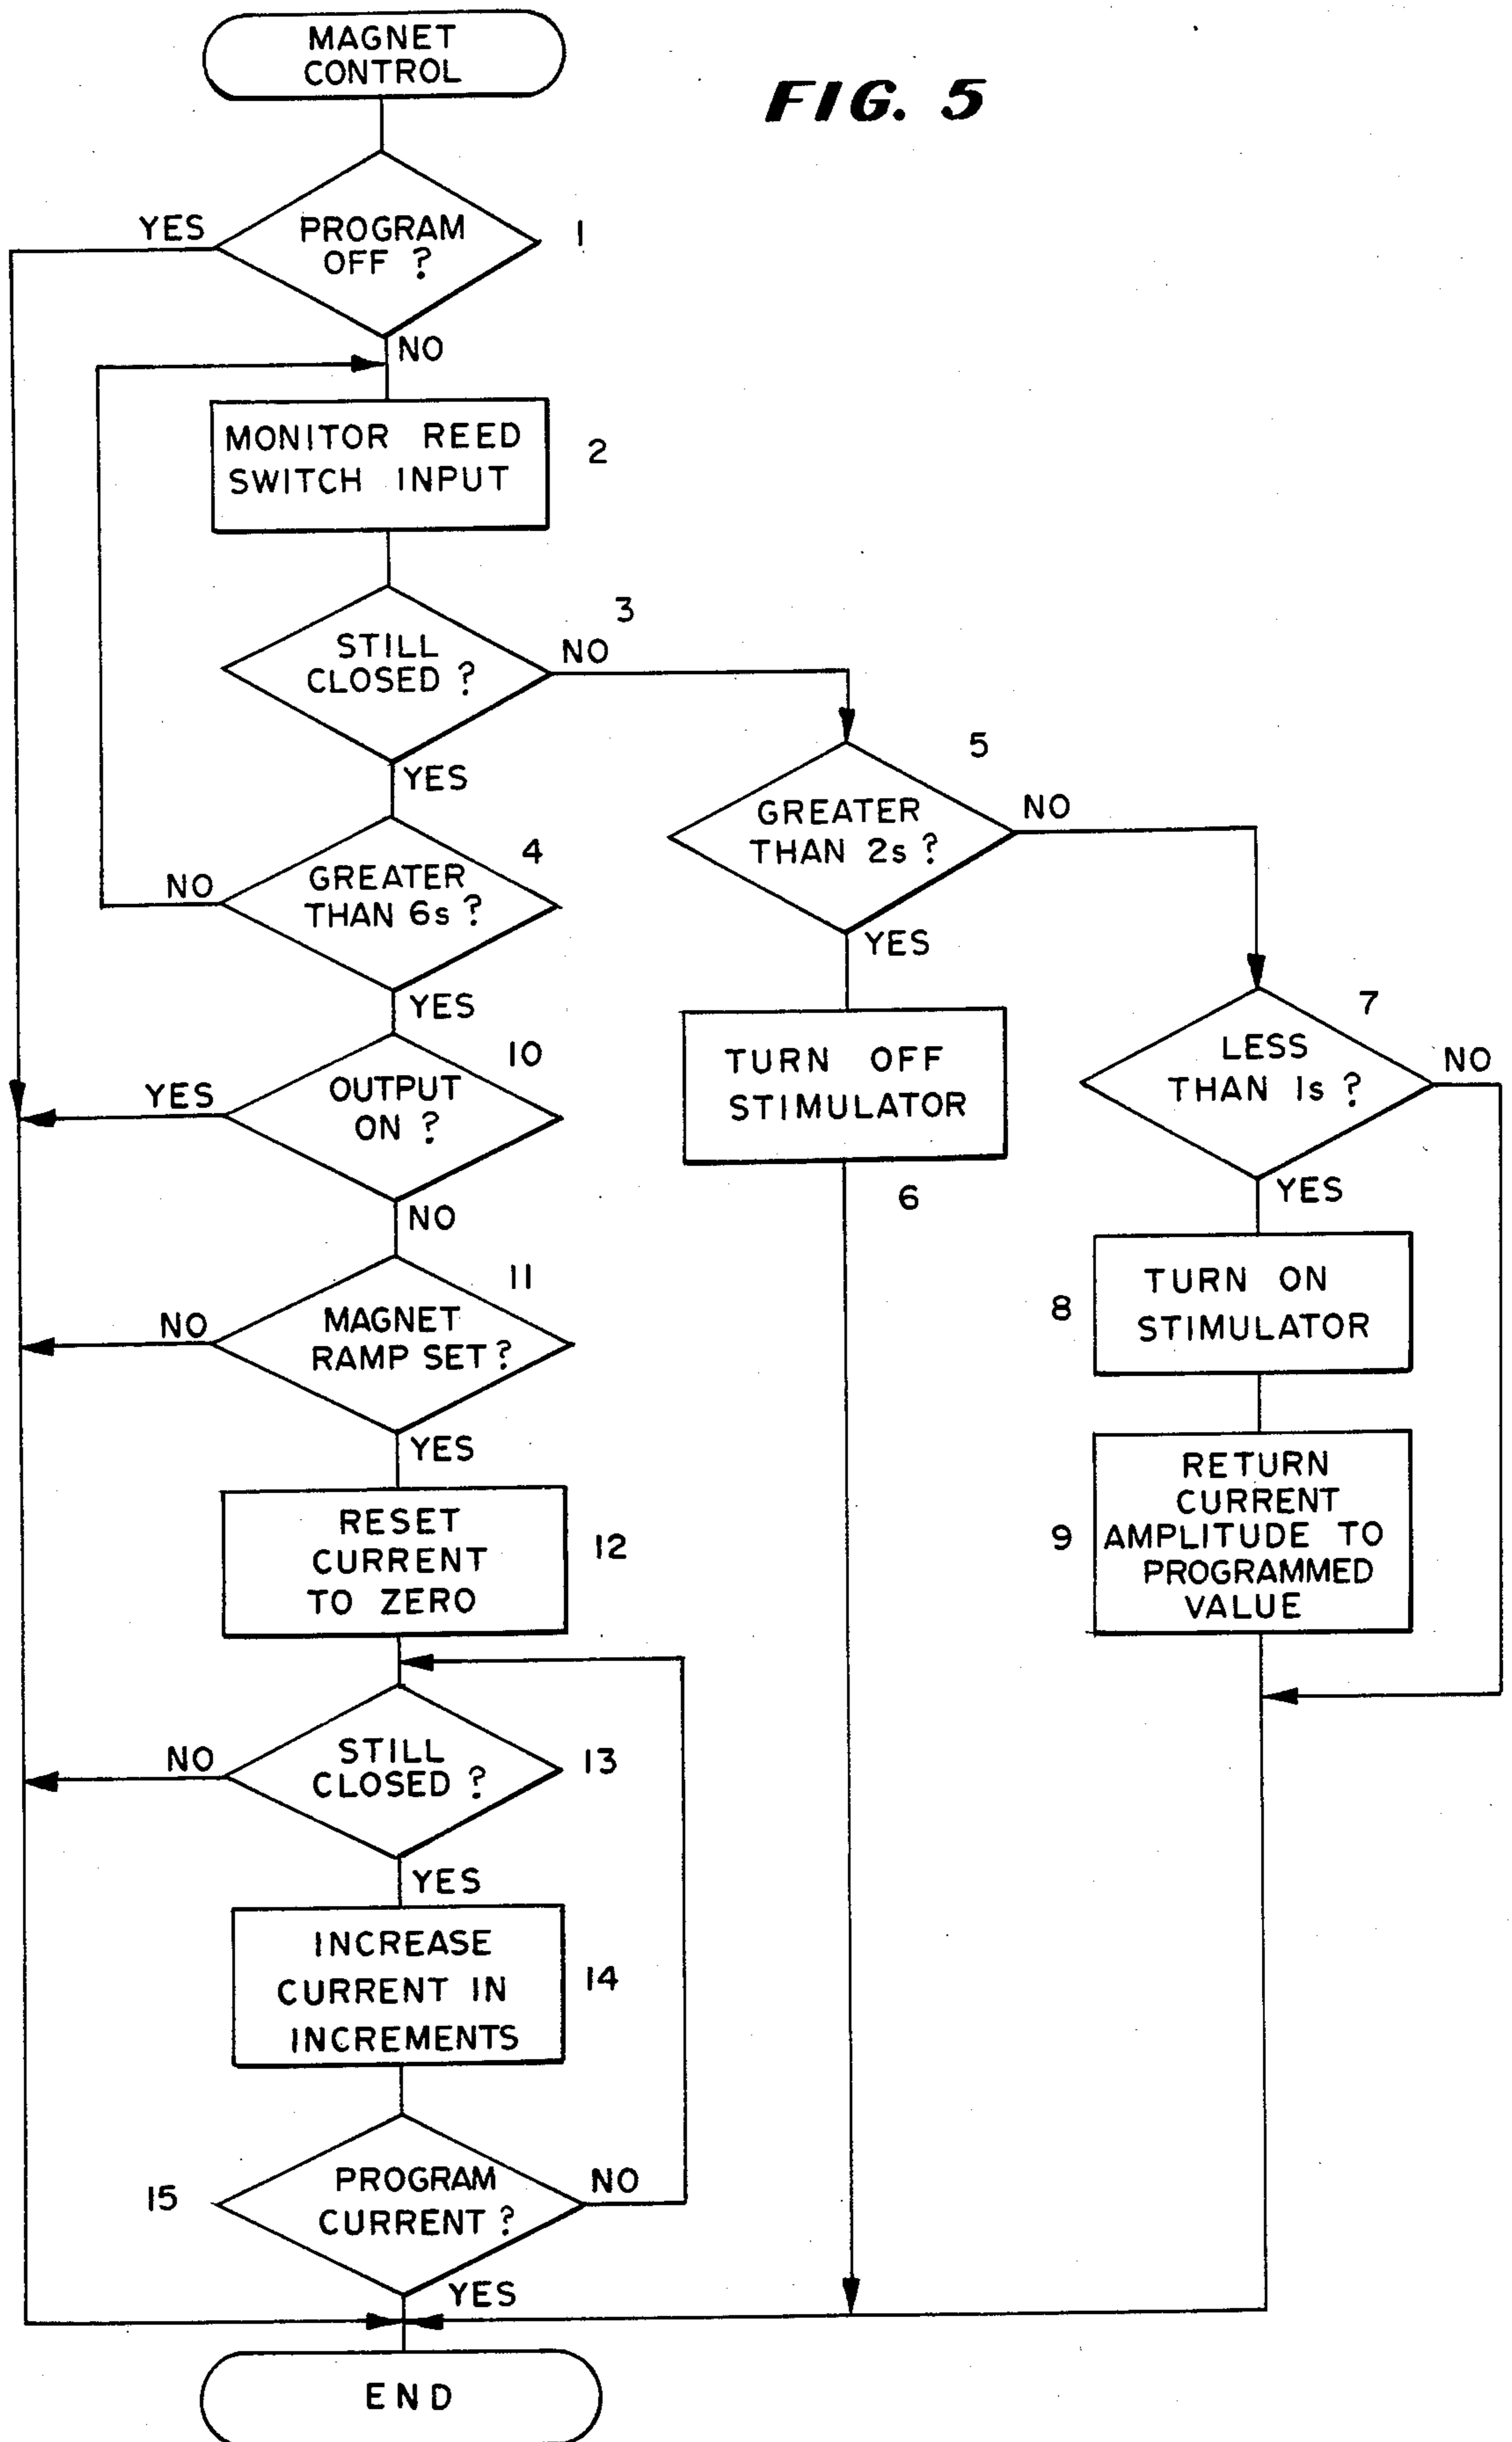 MAGNET
CONTROL
FIG. 5
YES
PROGRAM
OFF ?
1
NO
MONITOR REED
SWITCH INPUT
2
STILL
CLOSED ?
3
NO
YES
GREATER
THAN 6s ?
4
NO
YES
GREATER
THAN 2s ?
5
NO
YES
TURN OFF
STIMULATOR
6
LESS
THAN 1s ?
7
NO
YES
TURN ON
STIMULATOR
8
RETURN
CURRENT
AMPLITUDE TO
PROGRAMMED
VALUE
9
OUTPUT
ON ?
10
YES
NO
MAGNET
RAMP SET ?
11
NO
YES
RESET
CURRENT
TO ZERO
12
STILL
CLOSED ?
13
NO
YES
INCREASE
CURRENT IN
INCREMENTS
14
PROGRAM
CURRENT ?
15
NO
YES
END